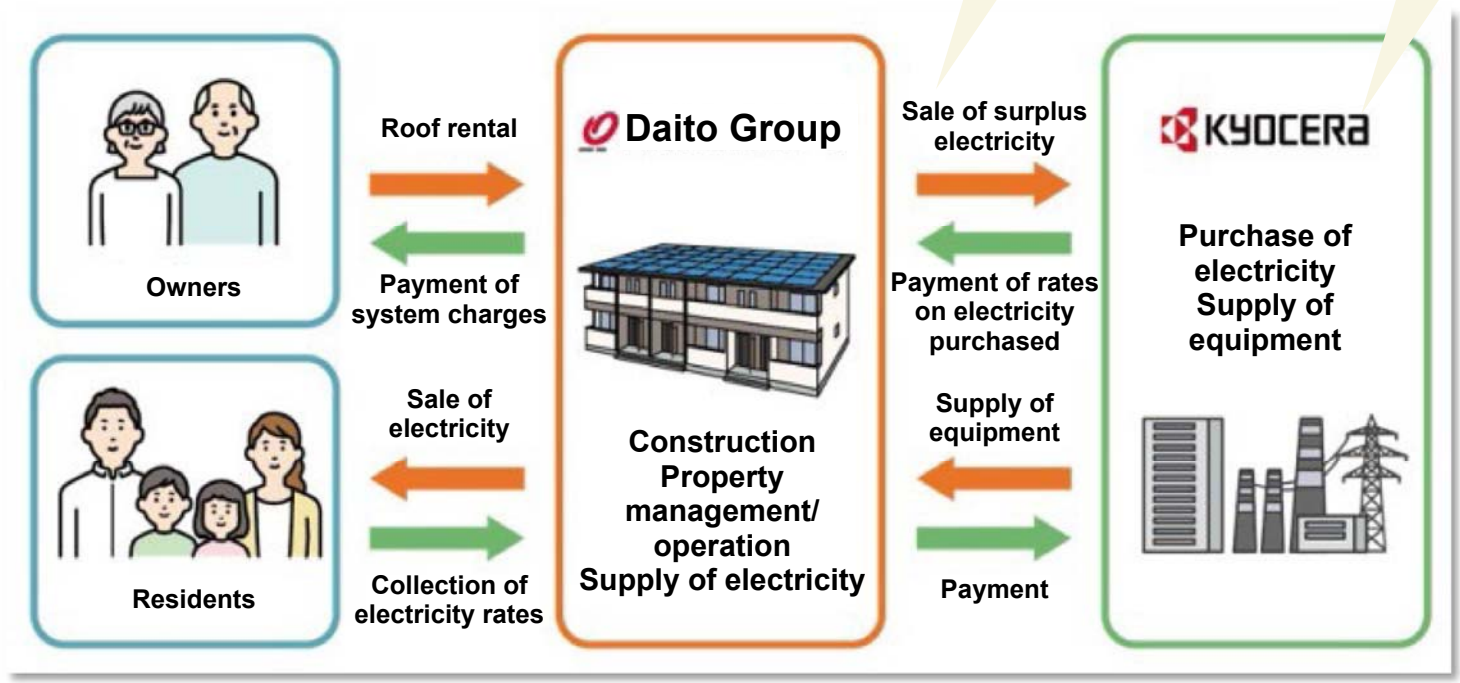 Owners
Residents
Roof rental
Payment of
system charges
Sale of
electricity
Collection of
electricity rates
Daito Group
Construction
Property
management/
operation
Supply of electricity
Sale of surplus
electricity
Payment of rates
on electricity
purchased
Supply of
equipment
Payment
KYOCERA
Purchase of
electricity
Supply of
equipment